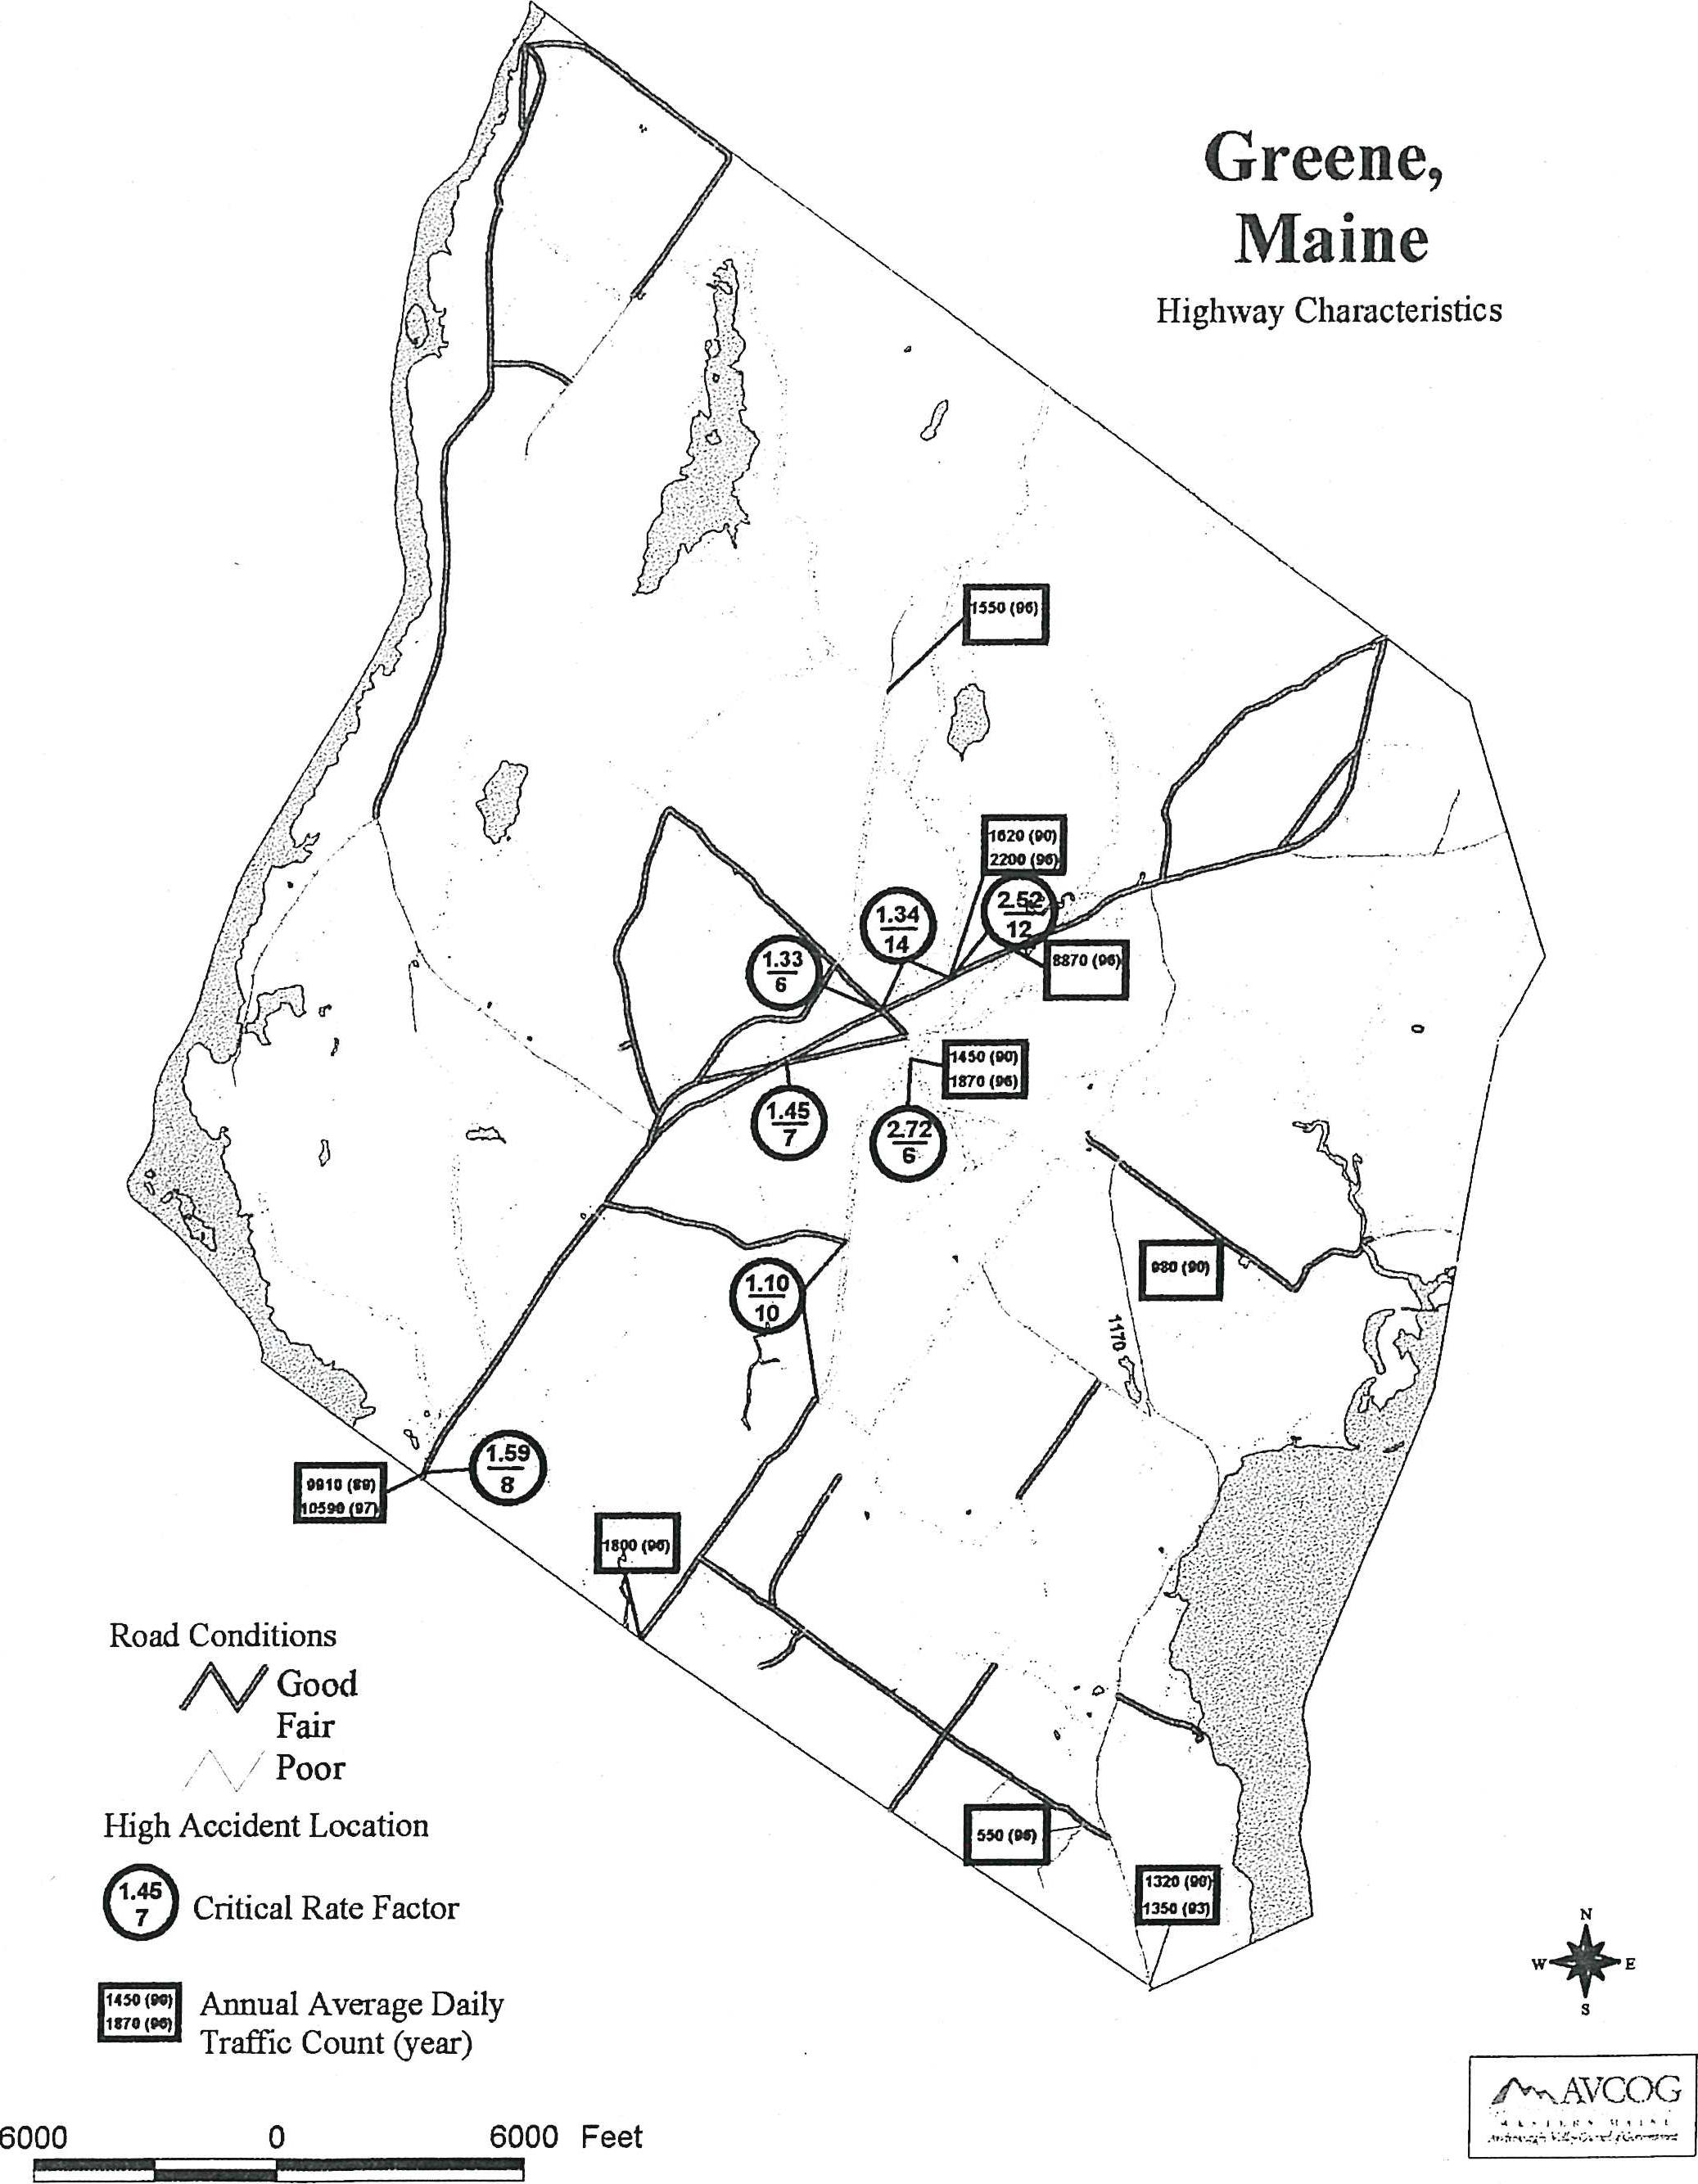 Greene,
Maine
Highway Characteristics
1550 (96)
1620 (90)
2200 (96)
2.52
12
1.34
14
8870 (96)
1.33
6
1450 (90)
1870 (96)
1.45
7
2.72
6
980 (90)
1.10
10
1170
1.59
8
9910 (89)
10590 (97)
1800 (96)
Road Conditions
Good
Fair
Poor
550 (96)
High Accident Location
1.45
7
Critical Rate Factor
1320 (90)
1350 (93)
1450 (90)
1870 (96)
Annual Average Daily
Traffic Count (year)
N
W E
S
AVCOG
WESTERN MAINE
6000 0 6000 Feet